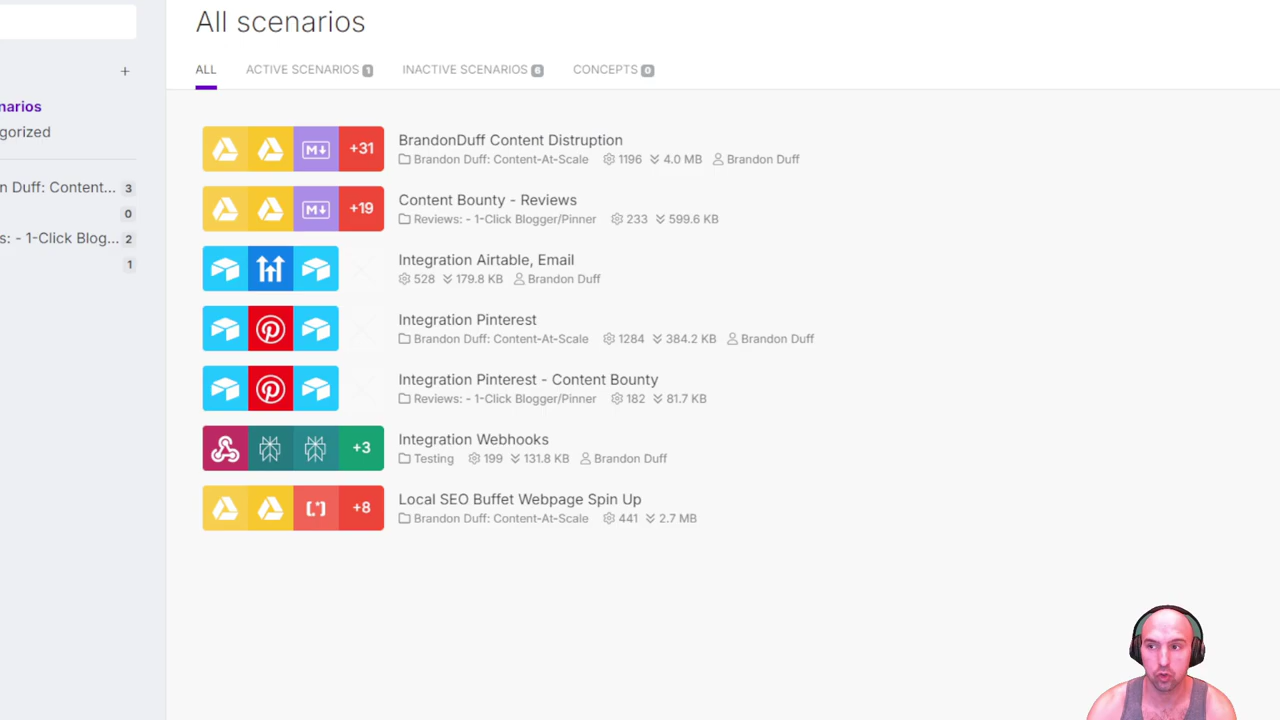 All scenarios
ALL
ACTIVE SCENARIOS 1
INACTIVE SCENARIOS 6
CONCEPTS 0
+
narios
gorized
n Duff: Content... 3
0
s: - 1-Click Blog... 2
1
+31
BrandonDuff Content Distruption
Brandon Duff: Content-At-Scale 1196 4.0 MB Brandon Duff
+19
Content Bounty - Reviews
Reviews: - 1-Click Blogger/Pinner 233 599.6 KB
Integration Airtable, Email
528 179.8 KB Brandon Duff
Integration Pinterest
Brandon Duff: Content-At-Scale 1284 384.2 KB Brandon Duff
Integration Pinterest - Content Bounty
Reviews: - 1-Click Blogger/Pinner 182 81.7 KB
+3
Integration Webhooks
Testing 199 131.8 KB Brandon Duff
+8
Local SEO Buffet Webpage Spin Up
Brandon Duff: Content-At-Scale 441 2.7 MB